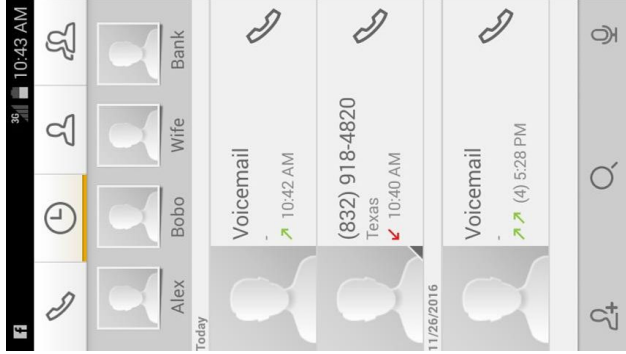 3G 10:43 AM
Alex Bobo Wife Bank
Today
Voicemail
-
10:42 AM
(832) 918-4820
Texas
10:40 AM
11/26/2016
Voicemail
-
(4) 5:28 PM